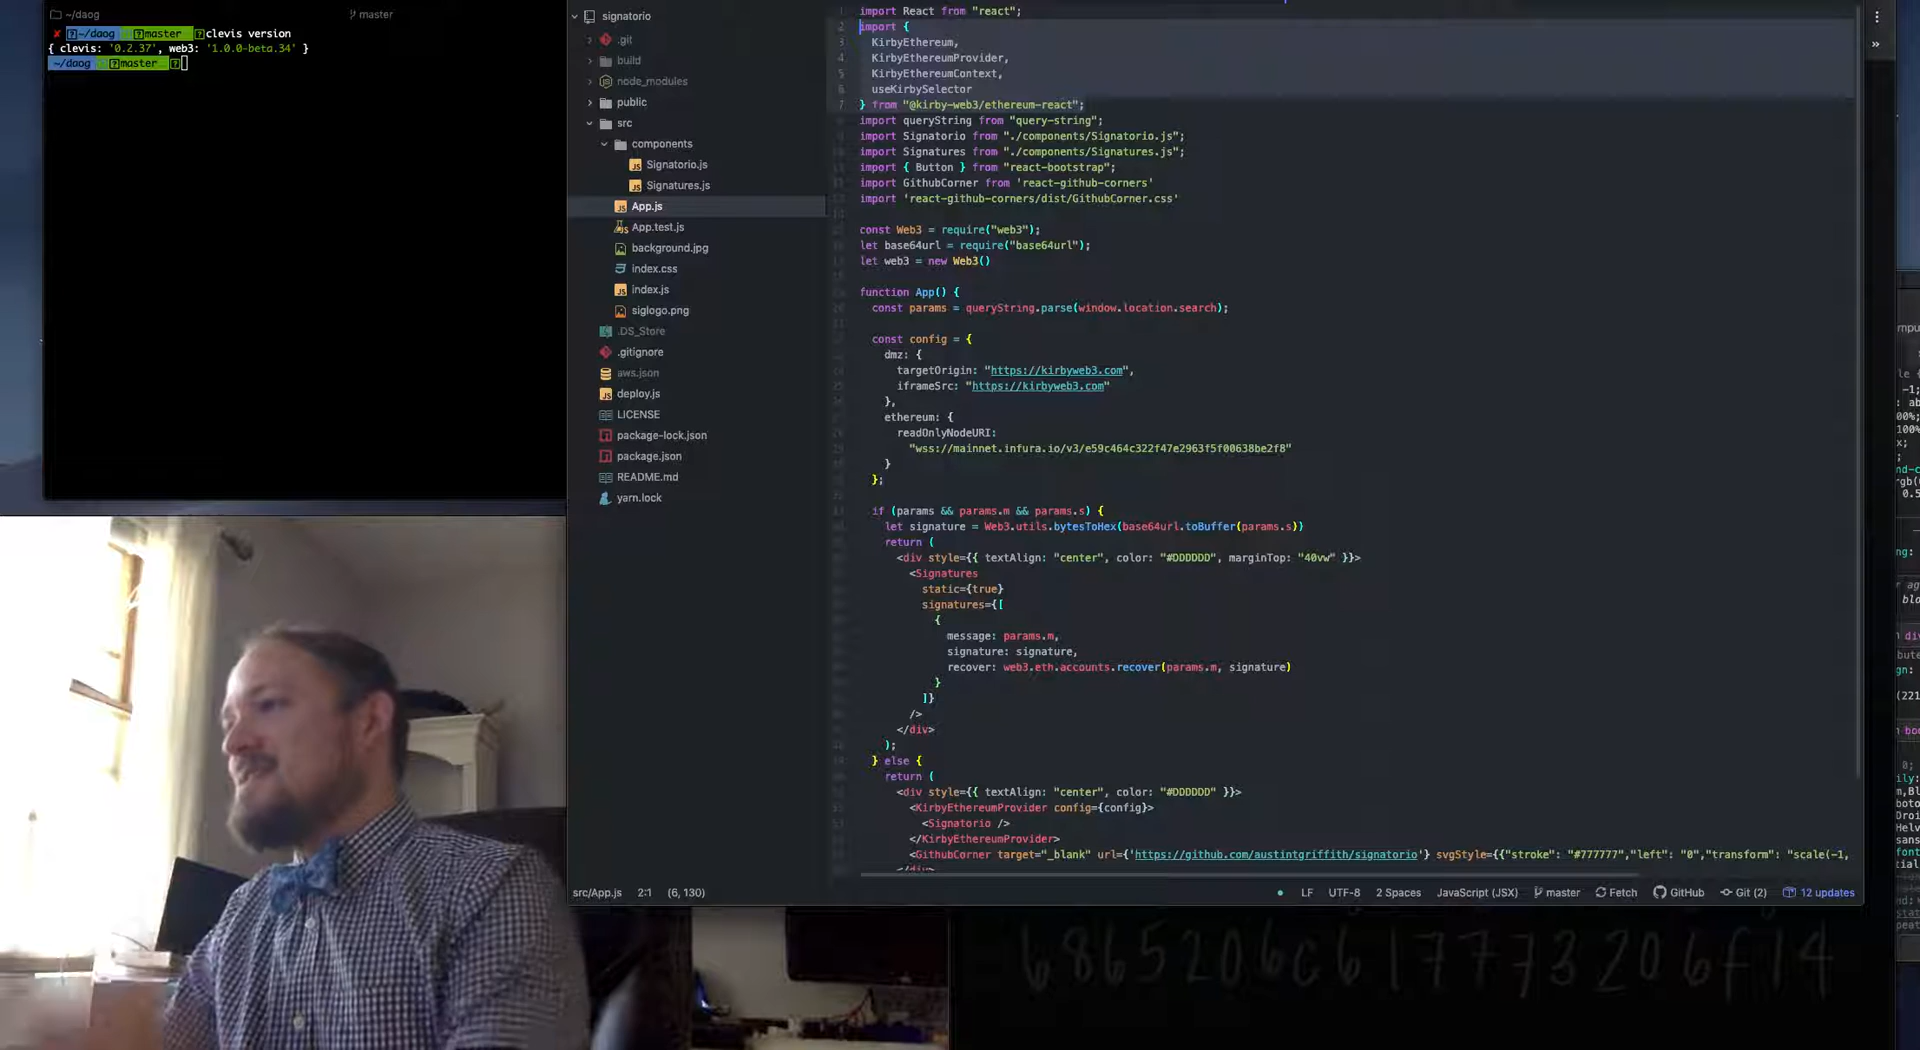 ~/daog
master
✗ ~/daog master clevis version
{ clevis: '0.2.37', web3: '1.0.0-beta.34' }
~/daog master
signatorio
.git
build
node_modules
public
src
components
Signatorio.js
Signatures.js
App.js
App.test.js
background.jpg
index.css
index.js
siglogo.png
.DS_Store
.gitignore
aws.json
deploy.js
LICENSE
package-lock.json
package.json
README.md
yarn.lock
import React from "react";
import {
KirbyEthereum,
KirbyEthereumProvider,
KirbyEthereumContext,
useKirbySelector
} from "@kirby-web3/ethereum-react";
import queryString from "query-string";
import Signatorio from "./components/Signatorio.js";
import Signatures from "./components/Signatures.js";
import { Button } from "react-bootstrap";
import GithubCorner from 'react-github-corners'
import 'react-github-corners/dist/GithubCorner.css'
const Web3 = require("web3");
let base64url = require("base64url");
let web3 = new Web3()
function App() {
const params = queryString.parse(window.location.search);
const config = {
dmz: {
targetOrigin: "https://kirbyweb3.com",
iframeSrc: "https://kirbyweb3.com"
},
ethereum: {
readOnlyNodeURI:
"wss://mainnet.infura.io/v3/e59c464c322f47e2963f5f00638be2f8"
}
};
if (params && params.m && params.s) {
let signature = Web3.utils.bytesToHex(base64url.toBuffer(params.s))
return (
<div style={{ textAlign: "center", color: "#DDDDDD", marginTop: "40vw" }}>
<Signatures
static={true}
signatures={[
{
message: params.m,
signature: signature,
recover: web3.eth.accounts.recover(params.m, signature)
}
]}
/>
</div>
);
} else {
return (
<div style={{ textAlign: "center", color: "#DDDDDD" }}>
<KirbyEthereumProvider config={config}>
<Signatorio />
</KirbyEthereumProvider>
<GithubCorner target="_blank" url={'https://github.com/austintgriffith/signatorio'} svgStyle={{"stroke": "#777777","left": "0","transform": "scale(-1,
src/App.js 2:1 (6, 130)
LF UTF-8 2 Spaces JavaScript (JSX) master Fetch GitHub Git (2) 12 updates
6865206c617773206f14